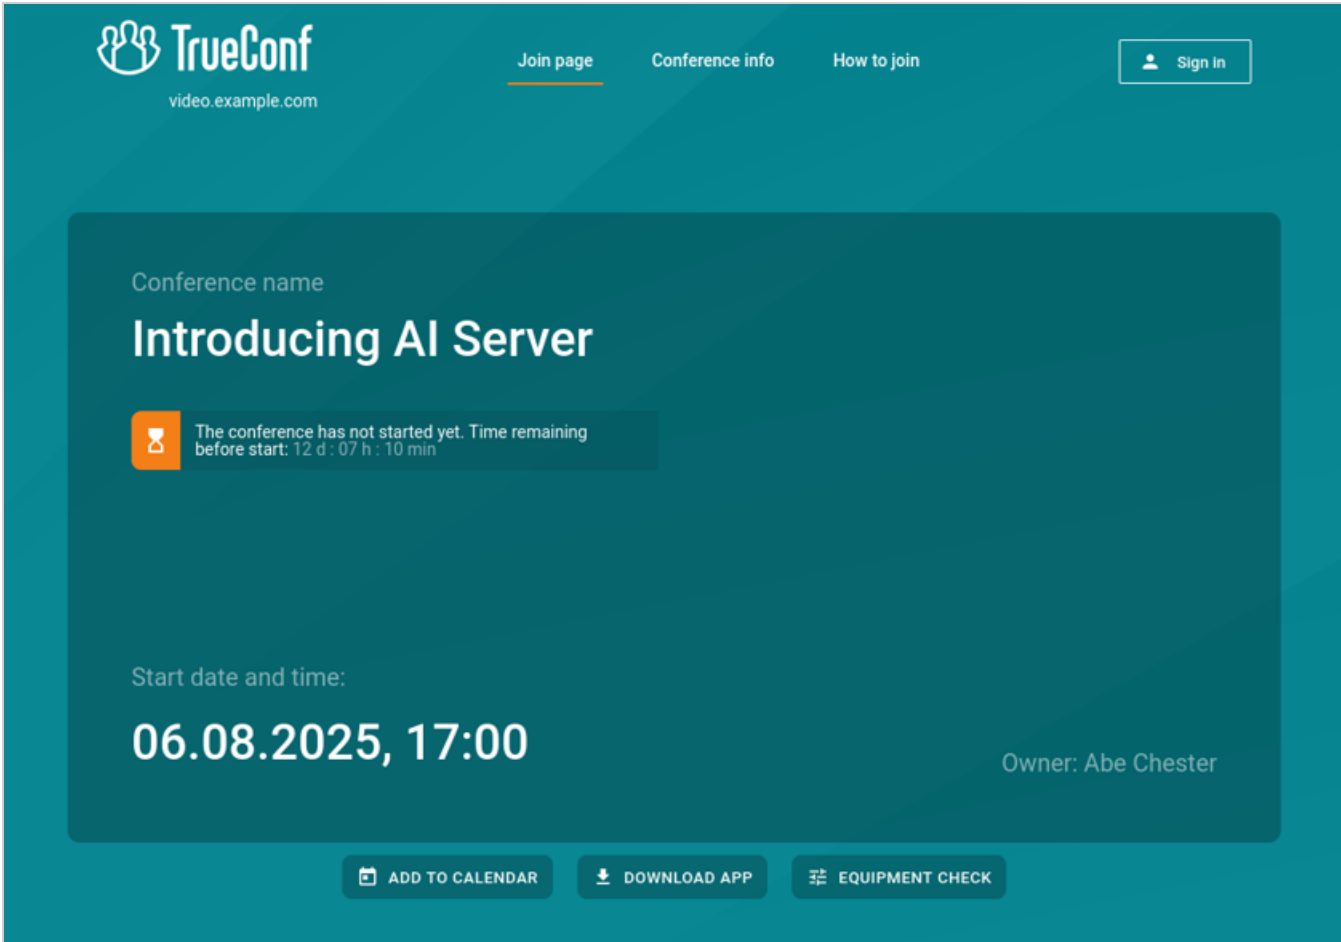 TrueConf
video.example.com
Join page
Conference info
How to join
Sign in
Conference name
Introducing AI Server
The conference has not started yet. Time remaining
before start: 12 d : 07 h : 10 min
Start date and time:
06.08.2025, 17:00
Owner: Abe Chester
ADD TO CALENDAR
DOWNLOAD APP
EQUIPMENT CHECK